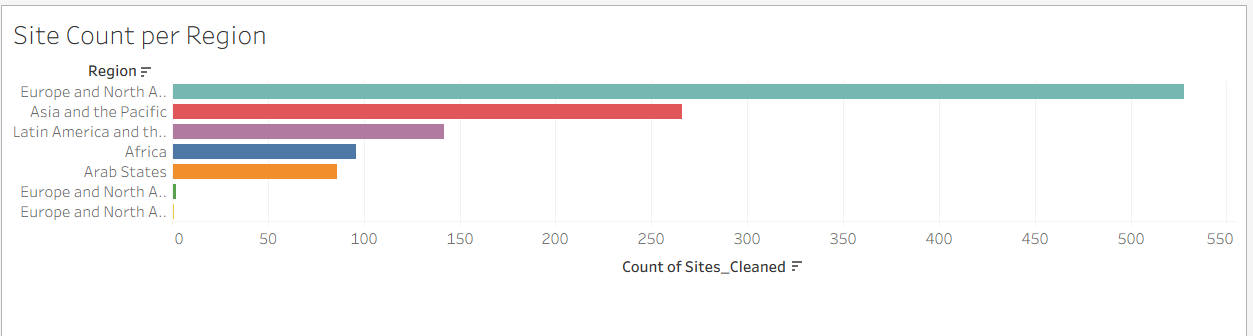 Site Count per Region
Region
Europe and North A..
Asia and the Pacific
Latin America and th..
Africa
Arab States
Europe and North A..
Europe and North A..
0 50 100 150 200 250 300 350 400 450 500 550
Count of Sites_Cleaned